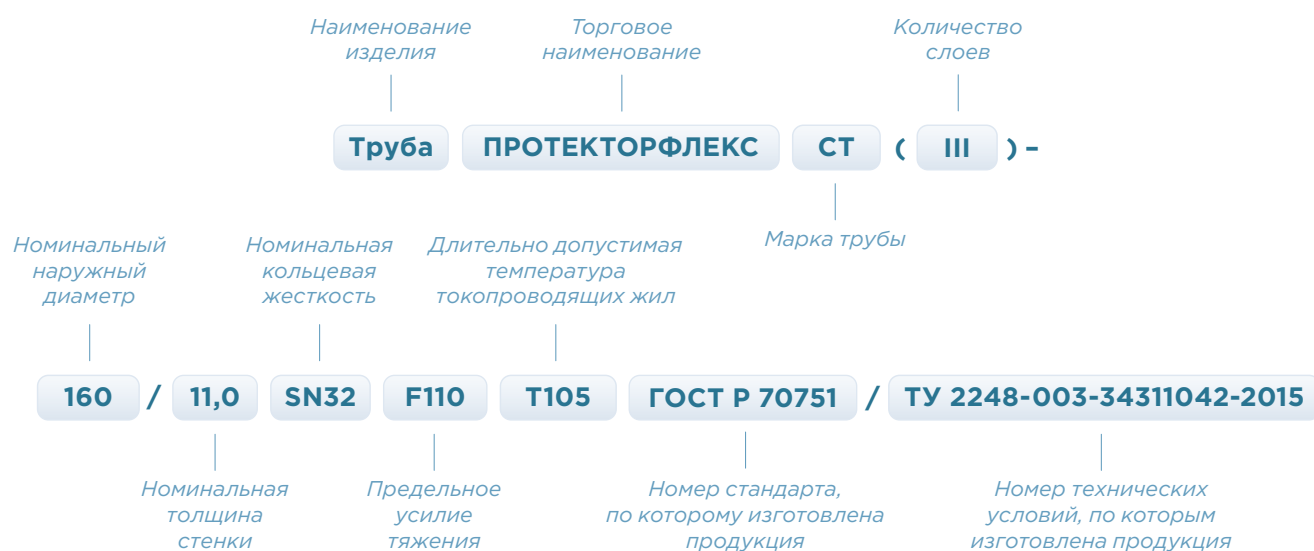 Наименование
изделия
Торговое
наименование
Количество
слоев
Труба ПРОТЕКТОРФЛЕКС СТ ( III ) –
Марка трубы
Номинальный
наружный
диаметр
Номинальная
кольцевая
жесткость
Длительно допустимая
температура
токопроводящих жил
160 / 11,0 SN32 F110 T105 ГОСТ Р 70751 / ТУ 2248-003-34311042-2015
Номинальная
толщина
стенки
Предельное
усилие
тяжения
Номер стандарта,
по которому изготовлена
продукция
Номер технических
условий, по которым
изготовлена продукция